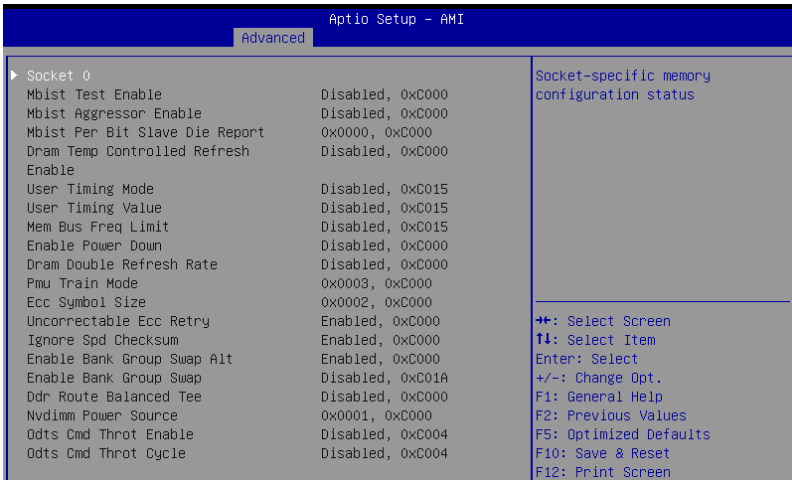 Aptio Setup - AMI
Advanced
Socket 0
Mbist Test Enable Disabled, 0xC000
Mbist Aggressor Enable Disabled, 0xC000
Mbist Per Bit Slave Die Report 0x0000, 0xC000
Dram Temp Controlled Refresh Disabled, 0xC000
Enable
User Timing Mode Disabled, 0xC015
User Timing Value Disabled, 0xC015
Mem Bus Freq Limit Disabled, 0xC015
Enable Power Down Disabled, 0xC000
Dram Double Refresh Rate Disabled, 0xC000
Pmu Train Mode 0x0003, 0xC000
Ecc Symbol Size 0x0002, 0xC000
Uncorrectable Ecc Retry Enabled, 0xC000
Ignore Spd Checksum Enabled, 0xC000
Enable Bank Group Swap Alt Enabled, 0xC000
Enable Bank Group Swap Disabled, 0xC01A
Ddr Route Balanced Tee Disabled, 0xC000
Nvdimm Power Source 0x0001, 0xC000
Odts Cmd Throt Enable Disabled, 0xC004
Odts Cmd Throt Cycle Disabled, 0xC004
Socket-specific memory
configuration status
→←: Select Screen
↑↓: Select Item
Enter: Select
+/-: Change Opt.
F1: General Help
F2: Previous Values
F5: Optimized Defaults
F10: Save & Reset
F12: Print Screen